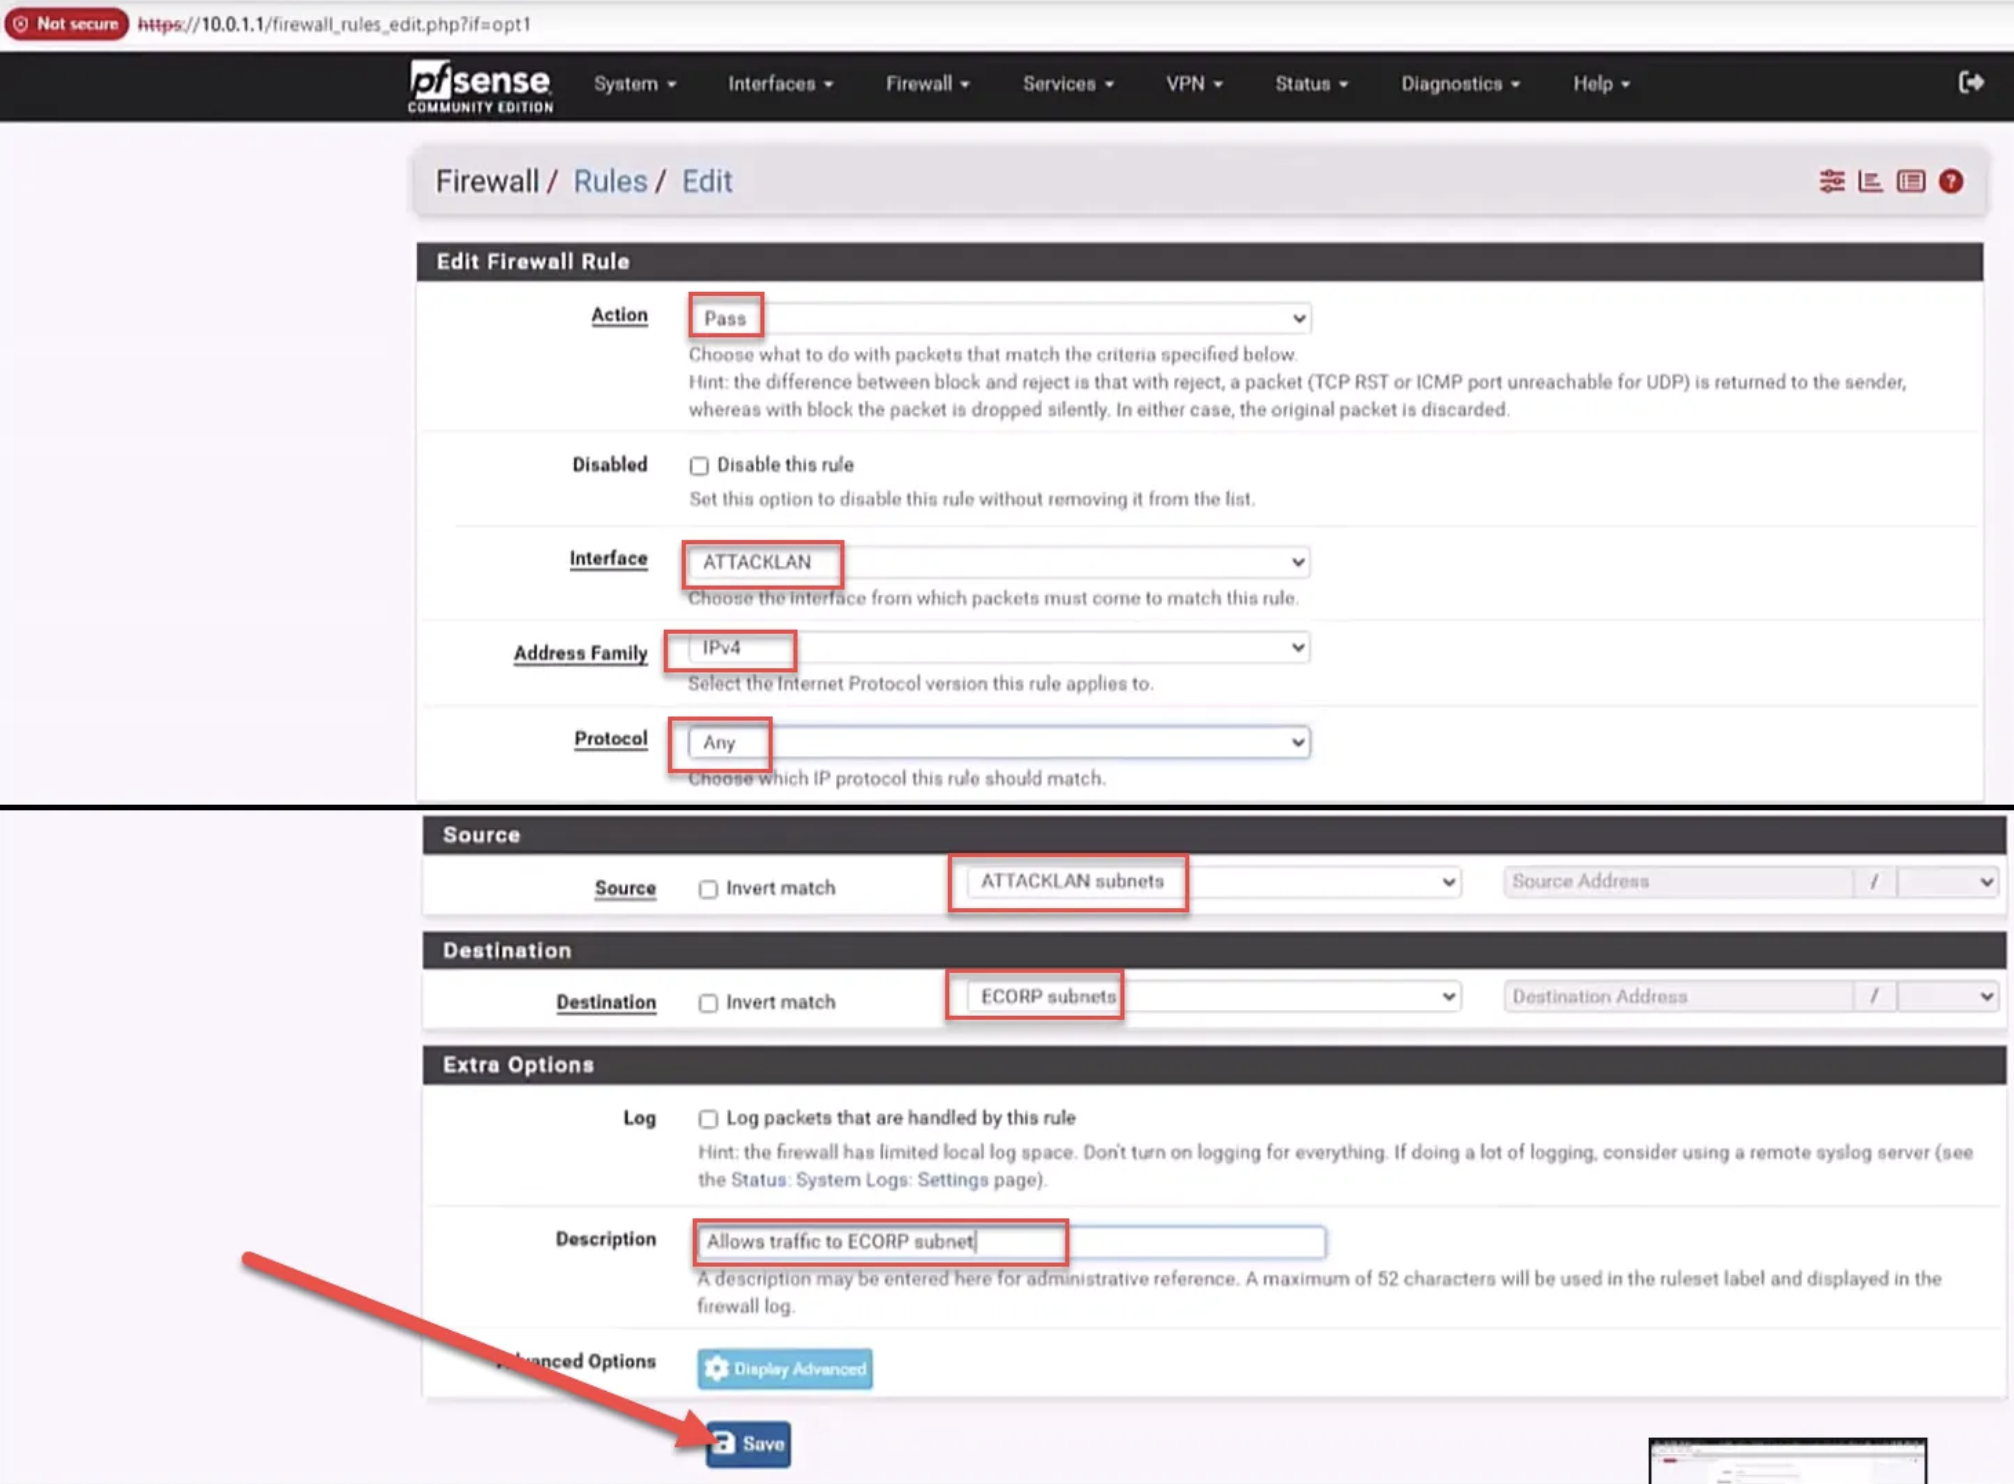 Not secure https://10.0.1.1/firewall_rules_edit.php?if=opt1
pfsense COMMUNITY EDITION System Interfaces Firewall Services VPN Status Diagnostics Help
Firewall / Rules / Edit
Edit Firewall Rule
Action Pass
Choose what to do with packets that match the criteria specified below.
Hint: the difference between block and reject is that with reject, a packet (TCP RST or ICMP port unreachable for UDP) is returned to the sender,
whereas with block the packet is dropped silently. In either case, the original packet is discarded.
Disabled Disable this rule
Set this option to disable this rule without removing it from the list.
Interface ATTACKLAN
Choose the interface from which packets must come to match this rule.
Address Family IPv4
Select the Internet Protocol version this rule applies to.
Protocol Any
Choose which IP protocol this rule should match.
Source
Source Invert match ATTACKLAN subnets Source Address /
Destination
Destination Invert match ECORP subnets Destination Address /
Extra Options
Log Log packets that are handled by this rule
Hint: the firewall has limited local log space. Don't turn on logging for everything. If doing a lot of logging, consider using a remote syslog server (see
the Status: System Logs: Settings page).
Description Allows traffic to ECORP subnet
A description may be entered here for administrative reference. A maximum of 52 characters will be used in the ruleset label and displayed in the
firewall log.
Advanced Options Display Advanced
Save